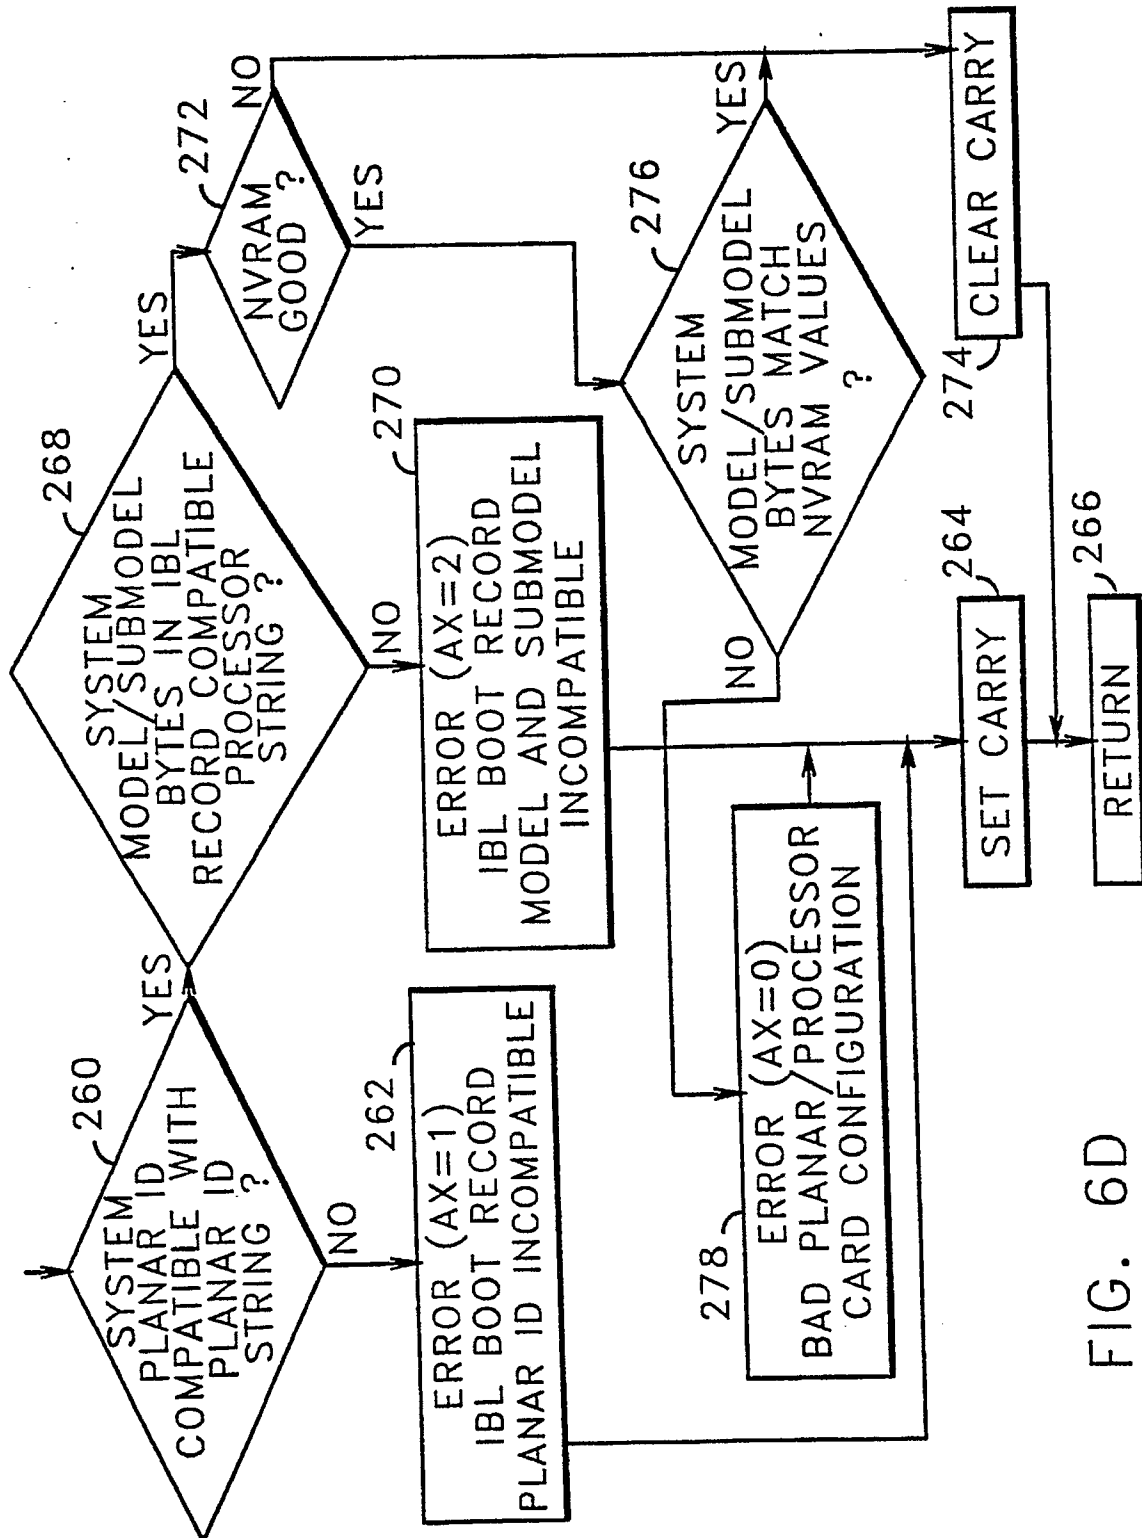 260
SYSTEM
PLANAR ID
COMPATIBLE WITH
PLANAR ID
STRING ?
YES
NO
262
ERROR (AX=1)
IBL BOOT RECORD
PLANAR ID INCOMPATIBLE
268
SYSTEM
MODEL/SUBMODEL
BYTES IN IBL
RECORD COMPATIBLE
PROCESSOR
STRING ?
YES
NO
270
ERROR (AX=2)
IBL BOOT RECORD
MODEL AND SUBMODEL
INCOMPATIBLE
272
NVRAM
GOOD ?
NO
YES
276
SYSTEM
MODEL/SUBMODEL
BYTES MATCH
NVRAM VALUES
?
YES
NO
278
ERROR (AX=0)
BAD PLANAR/PROCESSOR
CARD CONFIGURATION
264
SET CARRY
274
CLEAR CARRY
266
RETURN
FIG. 6D